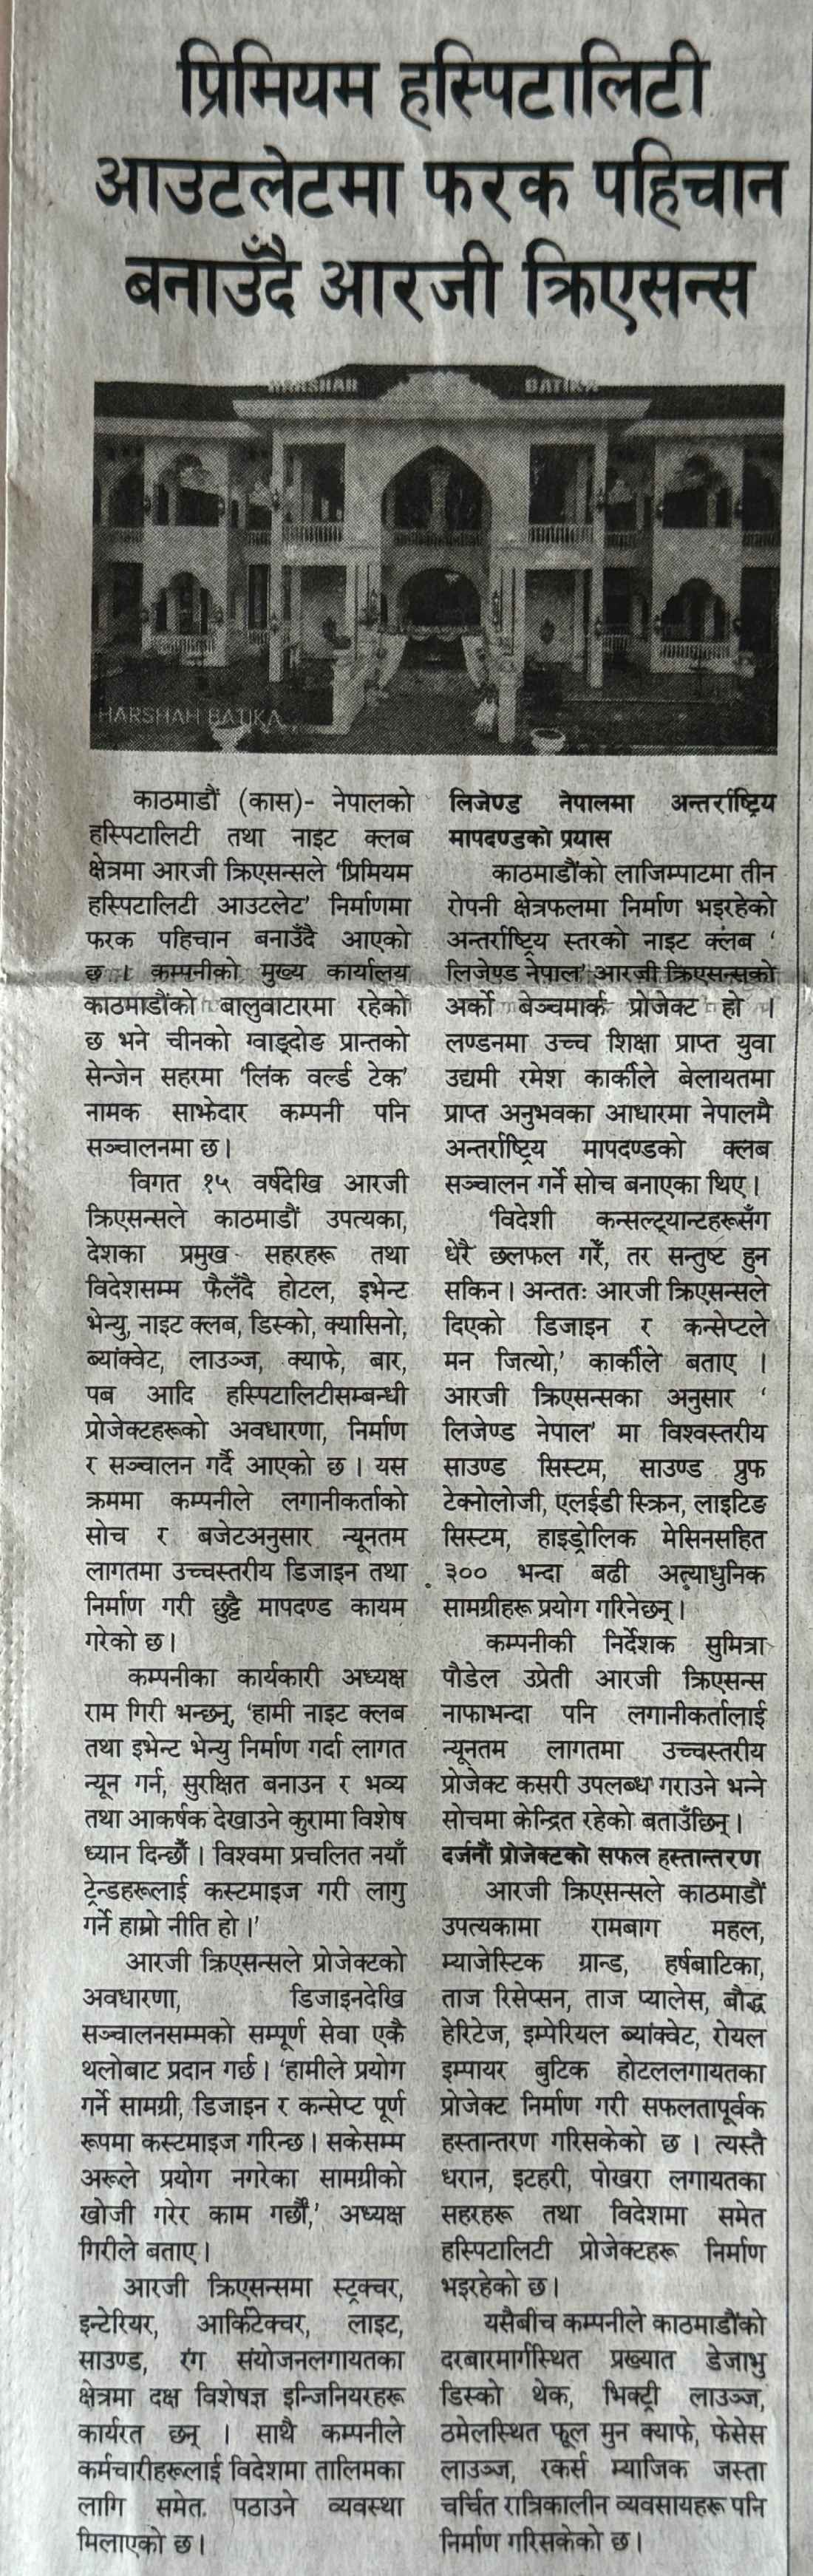 प्रिमियम हस्पिटालिटी
आउटलेटमा फरक पहिचान
बनाउँदै आरजी क्रिएसन्स
HARSHAH BATIKA
HARSHAH BATIKA
काठमाडौं (कास)- नेपालको
हस्पिटालिटी तथा नाइट क्लब
क्षेत्रमा आरजी क्रिएसन्सले ‘प्रिमियम
हस्पिटालिटी आउटलेट’ निर्माणमा
फरक पहिचान बनाउँदै आएको
छ । कम्पनीको मुख्य कार्यालय
काठमाडौंको बालुवाटारमा रहेको
छ भने चीनको ग्वाङ्दोङ प्रान्तको
सेन्जेन सहरमा ‘लिंक वर्ल्ड टेक’
नामक साझेदार कम्पनी पनि
सञ्चालनमा छ।
विगत १५ वर्षदेखि आरजी
क्रिएसन्सले काठमाडौं उपत्यका,
देशका प्रमुख सहरहरू तथा
विदेशसम्म फैलँदै होटल, इभेन्ट
भेन्यु, नाइट क्लब, डिस्को, क्यासिनो,
ब्यांक्वेट, लाउञ्ज, क्याफे, बार,
पब आदि हस्पिटालिटीसम्बन्धी
प्रोजेक्टहरूको अवधारणा, निर्माण
र सञ्चालन गर्दै आएको छ । यस
क्रममा कम्पनीले लगानीकर्ताको
सोच र बजेटअनुसार न्यूनतम
लागतमा उच्चस्तरीय डिजाइन तथा
निर्माण गरी छुट्टै मापदण्ड कायम
गरेको छ।
कम्पनीका कार्यकारी अध्यक्ष
राम गिरी भन्छन्, ‘हामी नाइट क्लब
तथा इभेन्ट भेन्यु निर्माण गर्दा लागत
न्यून गर्न, सुरक्षित बनाउन र भव्य
तथा आकर्षक देखाउने कुरामा विशेष
ध्यान दिन्छौं । विश्वमा प्रचलित नयाँ
ट्रेन्डहरूलाई कस्टमाइज गरी लागु
गर्ने हाम्रो नीति हो ।’
आरजी क्रिएसन्सले प्रोजेक्टको
अवधारणा, डिजाइनदेखि
सञ्चालनसम्मको सम्पूर्ण सेवा एकै
थलोबाट प्रदान गर्छ । ‘हामीले प्रयोग
गर्ने सामग्री, डिजाइन र कन्सेप्ट पूर्ण
रूपमा कस्टमाइज गरिन्छ । सकेसम्म
अरूले प्रयोग नगरेका सामग्रीको
खोजी गरेर काम गर्छौं,’ अध्यक्ष
गिरीले बताए ।
आरजी क्रिएसन्समा स्ट्रक्चर,
इन्टेरियर, आर्किटेक्चर, लाइट,
साउण्ड, रंग संयोजनलगायतका
क्षेत्रमा दक्ष विशेषज्ञ इन्जिनियरहरू
कार्यरत छन् । साथै कम्पनीले
कर्मचारीहरूलाई विदेशमा तालिमका
लागि समेत पठाउने व्यवस्था
मिलाएको छ।
लिजेण्ड नेपालमा अन्तर्राष्ट्रिय
मापदण्डको प्रयास
काठमाडौंको लाजिम्पाटमा तीन
रोपनी क्षेत्रफलमा निर्माण भइरहेको
अन्तर्राष्ट्रिय स्तरको नाइट क्लब ‘
लिजेण्ड नेपाल’ आरजी क्रिएसन्सको
अर्को बेञ्चमार्क प्रोजेक्ट हो ।
लण्डनमा उच्च शिक्षा प्राप्त युवा
उद्यमी रमेश कार्कीले बेलायतमा
प्राप्त अनुभवका आधारमा नेपालमै
अन्तर्राष्ट्रिय मापदण्डको क्लब
सञ्चालन गर्ने सोच बनाएका थिए ।
‘विदेशी कन्सल्ट्यान्टहरूसँग
धेरै छलफल गरेँ, तर सन्तुष्ट हुन
सकिन । अन्ततः आरजी क्रिएसन्सले
दिएको डिजाइन र कन्सेप्टले
मन जित्यो,’ कार्कीले बताए ।
आरजी क्रिएसन्सका अनुसार ‘
लिजेण्ड नेपाल’ मा विश्वस्तरीय
साउण्ड सिस्टम, साउण्ड प्रुफ
टेक्नोलोजी, एलईडी स्क्रिन, लाइटिङ
सिस्टम, हाइड्रोलिक मेसिनसहित
३०० भन्दा बढी अत्याधुनिक
सामग्रीहरू प्रयोग गरिनेछन् ।
कम्पनीकी निर्देशक सुमित्रा
पौडेल उप्रेती आरजी क्रिएसन्स
नाफाभन्दा पनि लगानीकर्तालाई
न्यूनतम लागतमा उच्चस्तरीय
प्रोजेक्ट कसरी उपलब्ध गराउने भन्ने
सोचमा केन्द्रित रहेको बताउँछिन् ।
दर्जनौं प्रोजेक्टको सफल हस्तान्तरण
आरजी क्रिएसन्सले काठमाडौं
उपत्यकामा रामबाग महल,
म्याजेस्टिक ग्रान्ड, हर्षबाटिका,
ताज रिसेप्सन, ताज प्यालेस, बौद्ध
हेरिटेज, इम्पेरियल ब्यांक्वेट, रोयल
इम्पायर बुटिक होटललगायतका
प्रोजेक्ट निर्माण गरी सफलतापूर्वक
हस्तान्तरण गरिसकेको छ । त्यस्तै
धरान, इटहरी, पोखरा लगायतका
सहरहरू तथा विदेशमा समेत
हस्पिटालिटी प्रोजेक्टहरू निर्माण
भइरहेको छ।
यसैबीच कम्पनीले काठमाडौंको
दरबारमार्गस्थित प्रख्यात डेजाभु
डिस्को थेक, भिक्ट्री लाउञ्ज,
ठमेलस्थित फूल मुन क्याफे, फेसेस
लाउञ्ज, रकर्स म्याजिक जस्ता
चर्चित रात्रिकालीन व्यवसायहरू पनि
निर्माण गरिसकेको छ।